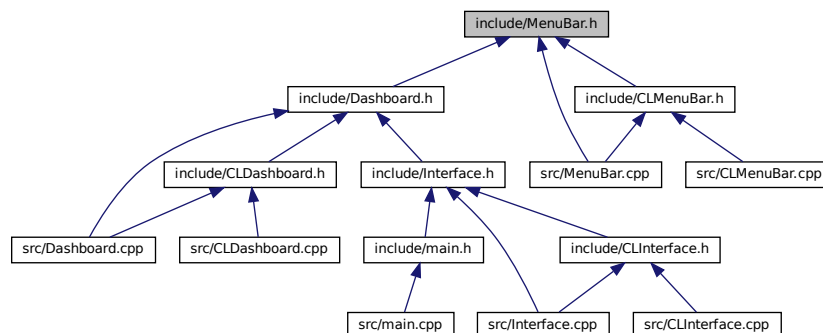 include/MenuBar.h
include/Dashboard.h
include/CLMenuBar.h
include/CLDashboard.h
include/Interface.h
src/MenuBar.cpp
src/CLMenuBar.cpp
src/Dashboard.cpp
src/CLDashboard.cpp
include/main.h
include/CLInterface.h
src/main.cpp
src/Interface.cpp
src/CLInterface.cpp